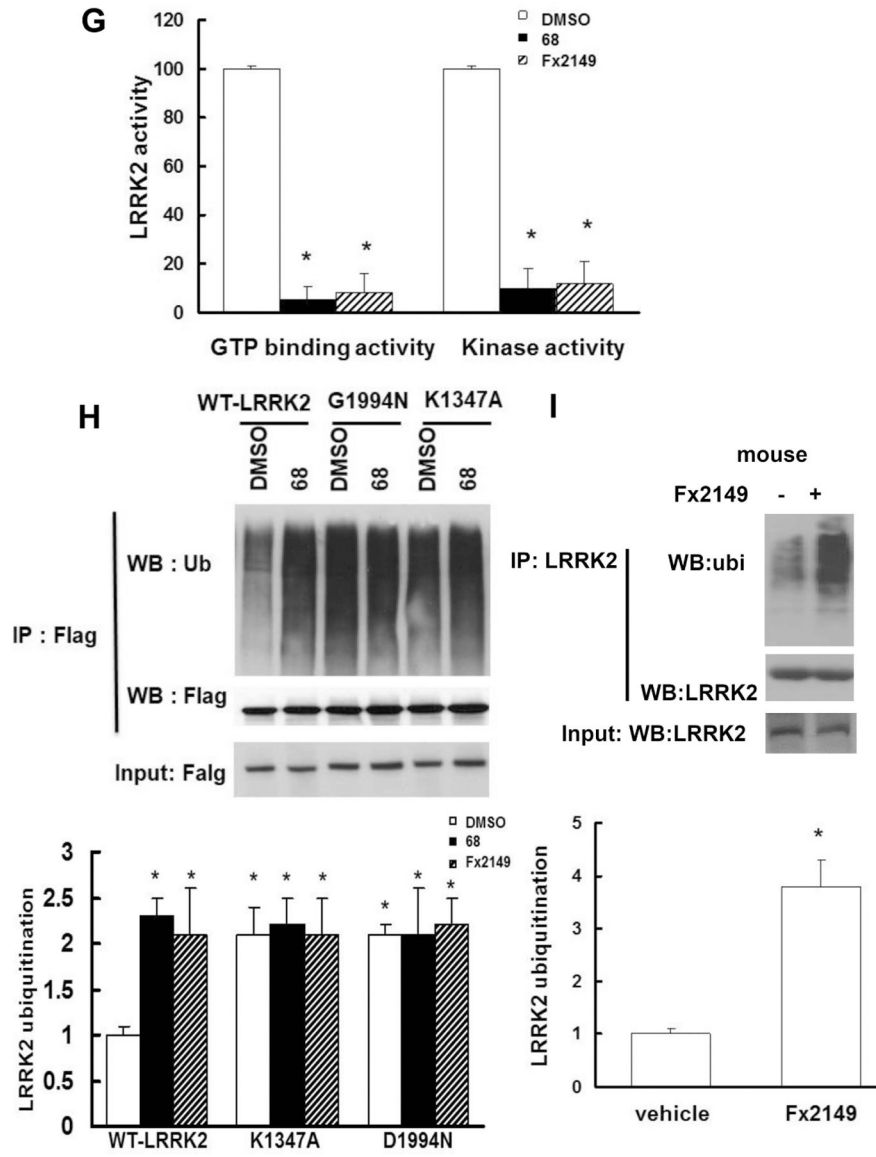 G
DMSO
68
Fx2149
LRRK2 activity
120
100
80
60
40
20
0
* * * *
GTP binding activity Kinase activity
H
WT-LRRK2 G1994N K1347A
DMSO 68 DMSO 68 DMSO 68
WB : Ub
IP : Flag
WB : Flag
Input: Falg
I
mouse
Fx2149 - +
IP: LRRK2 WB:ubi
WB:LRRK2
Input: WB:LRRK2
DMSO
68
Fx2149
LRRK2 ubiquitination
3
2.5
2
1.5
1
0.5
0
* * * * * * * *
WT-LRRK2 K1347A D1994N
LRRK2 ubiquitination
5
4
3
2
1
0
*
vehicle Fx2149